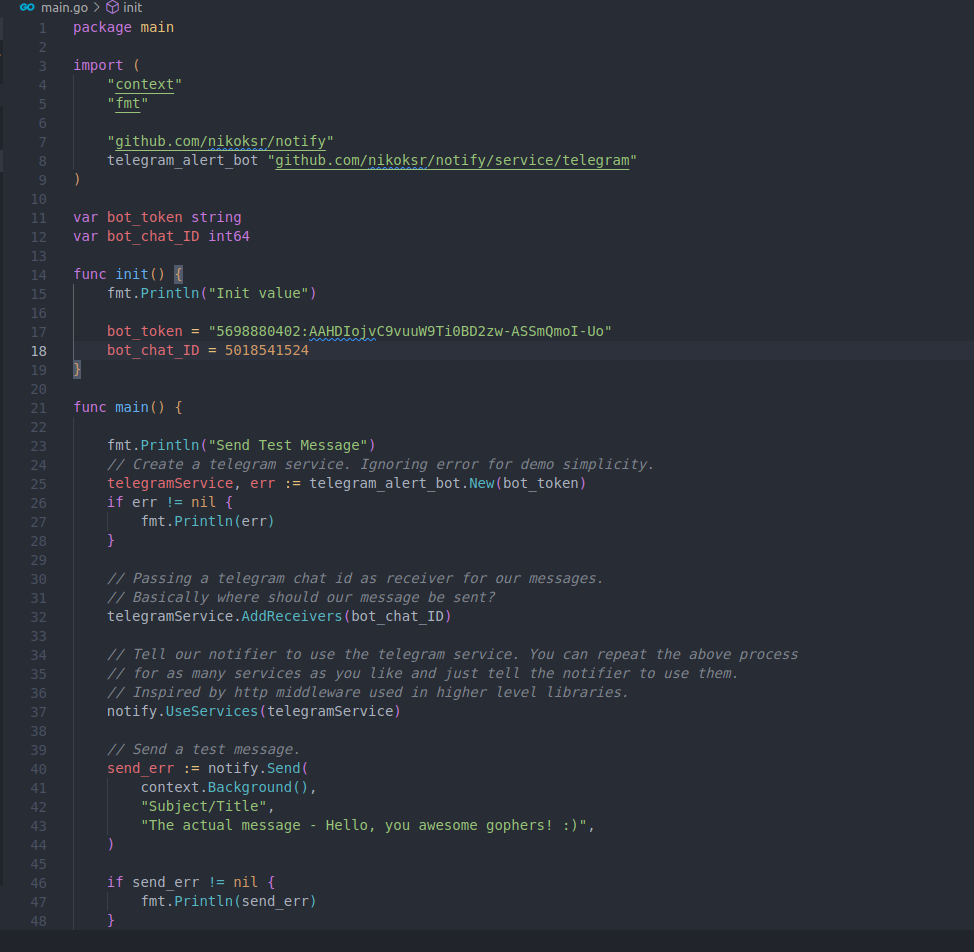 main.go > init
1 package main
2
3 import (
4 "context"
5 "fmt"
6
7 "github.com/nikoksr/notify"
8 telegram_alert_bot "github.com/nikoksr/notify/service/telegram"
9 )
10
11 var bot_token string
12 var bot_chat_ID int64
13
14 func init() {
15 fmt.Println("Init value")
16
17 bot_token = "5698880402:AAHDIojvC9vuuW9Ti0BD2zw-ASSmQmoI-Uo"
18 bot_chat_ID = 5018541524
19 }
20
21 func main() {
22
23 fmt.Println("Send Test Message")
24 // Create a telegram service. Ignoring error for demo simplicity.
25 telegramService, err := telegram_alert_bot.New(bot_token)
26 if err != nil {
27 fmt.Println(err)
28 }
29
30 // Passing a telegram chat id as receiver for our messages.
31 // Basically where should our message be sent?
32 telegramService.AddReceivers(bot_chat_ID)
33
34 // Tell our notifier to use the telegram service. You can repeat the above process
35 // for as many services as you like and just tell the notifier to use them.
36 // Inspired by http middleware used in higher level libraries.
37 notify.UseServices(telegramService)
38
39 // Send a test message.
40 send_err := notify.Send(
41 context.Background(),
42 "Subject/Title",
43 "The actual message - Hello, you awesome gophers! :)",
44 )
45
46 if send_err != nil {
47 fmt.Println(send_err)
48 }